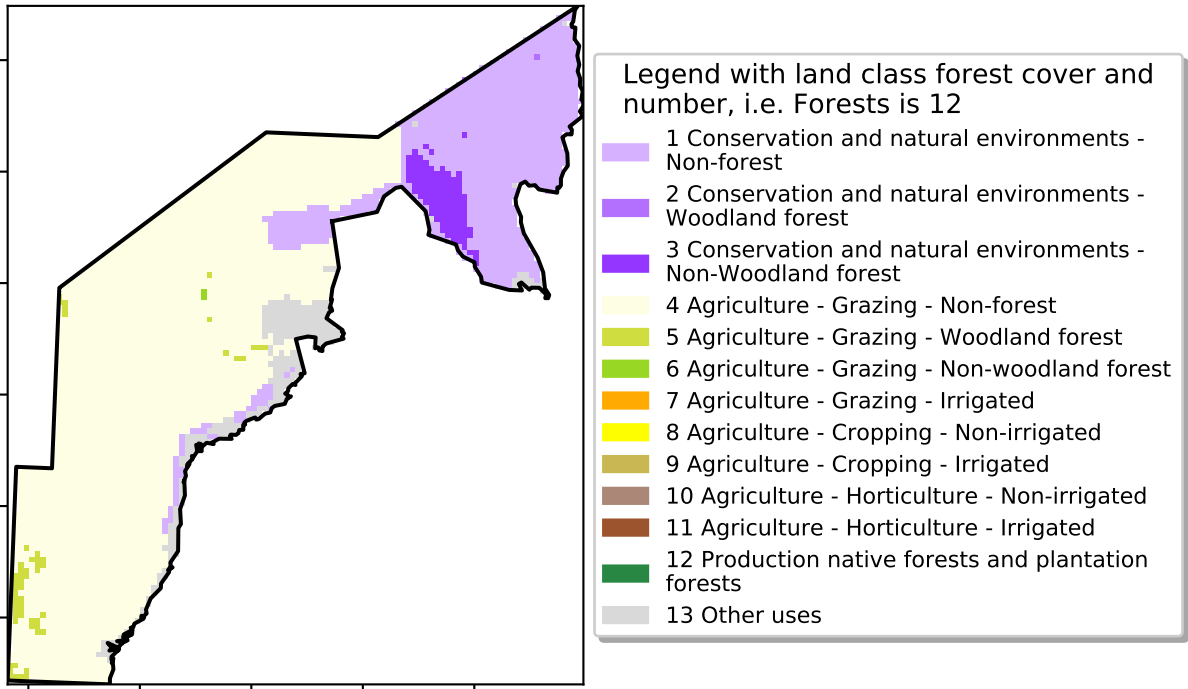 Legend with land class forest cover and
number, i.e. Forests is 12
1 Conservation and natural environments -
Non-forest
2 Conservation and natural environments -
Woodland forest
3 Conservation and natural environments -
Non-Woodland forest
4 Agriculture - Grazing - Non-forest
5 Agriculture - Grazing - Woodland forest
6 Agriculture - Grazing - Non-woodland forest
7 Agriculture - Grazing - Irrigated
8 Agriculture - Cropping - Non-irrigated
9 Agriculture - Cropping - Irrigated
10 Agriculture - Horticulture - Non-irrigated
11 Agriculture - Horticulture - Irrigated
12 Production native forests and plantation
forests
13 Other uses